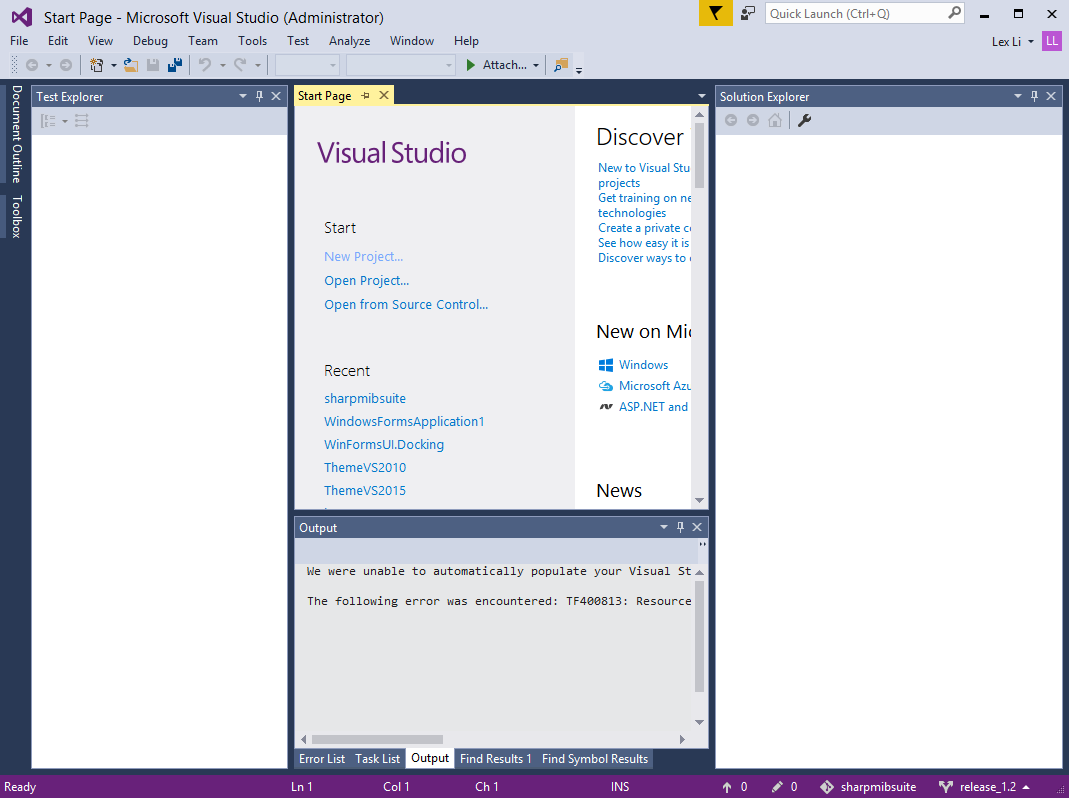 Start Page - Microsoft Visual Studio (Administrator)
Quick Launch (Ctrl+Q)
File Edit View Debug Team Tools Test Analyze Window Help
Lex Li LL
Attach...
Document Outline
Toolbox
Test Explorer
Start Page
Visual Studio
Start
New Project...
Open Project...
Open from Source Control...
Recent
sharpmibsuite
WindowsFormsApplication1
WinFormsUI.Docking
ThemeVS2010
ThemeVS2015
Discover
New to Visual Stu
projects
Get training on ne
technologies
Create a private c
See how easy it is
Discover ways to
New on Mic
Windows
Microsoft Azu
ASP.NET and
News
Solution Explorer
Output
We were unable to automatically populate your Visual St
The following error was encountered: TF400813: Resource
Error List Task List Output Find Results 1 Find Symbol Results
Ready Ln 1 Col 1 Ch 1 INS 0 0 sharpmibsuite release_1.2